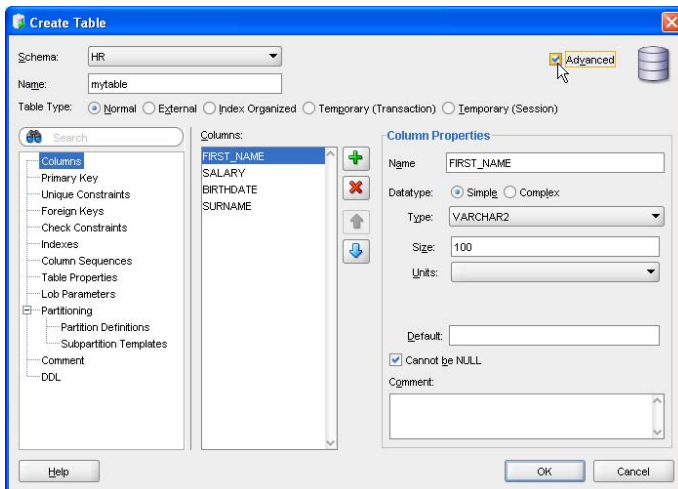 Create Table
Schema: HR
Advanced
Name: mytable
Table Type: Normal External Index Organized Temporary (Transaction) Temporary (Session)
Search
Columns
Primary Key
Unique Constraints
Foreign Keys
Check Constraints
Indexes
Column Sequences
Table Properties
Lob Parameters
Partitioning
Partition Definitions
Subpartition Templates
Comment
DDL
Columns:
FIRST_NAME
SALARY
BIRTHDATE
SURNAME
Column Properties
Name FIRST_NAME
Datatype: Simple Complex
Type: VARCHAR2
Size: 100
Units:
Default:
Cannot be NULL
Comment:
Help
OK
Cancel